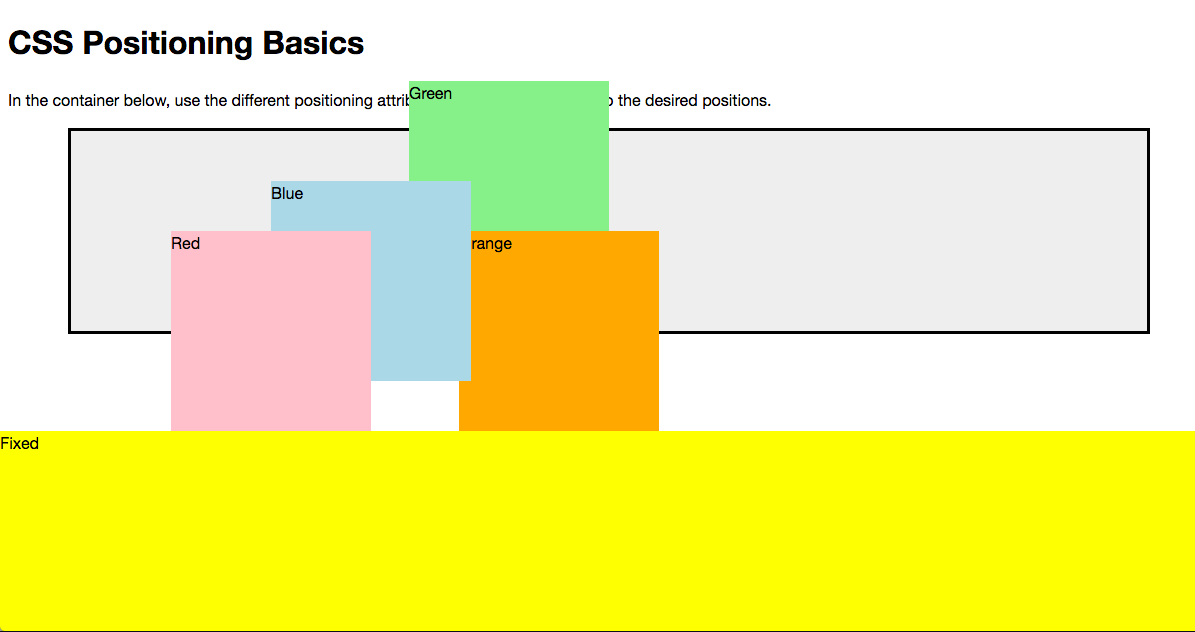 CSS Positioning Basics
Green
In the container below, use the different positioning attrib the desired positions.
Blue
Red
range
Fixed